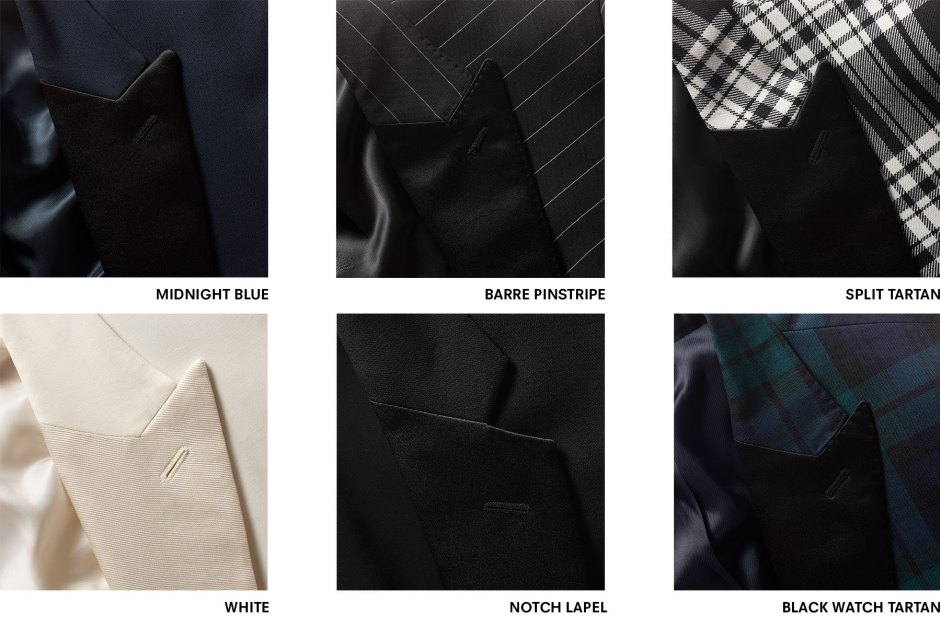 MIDNIGHT BLUE
BARRE PINSTRIPE
SPLIT TARTAN
WHITE
NOTCH LAPEL
BLACK WATCH TARTAN